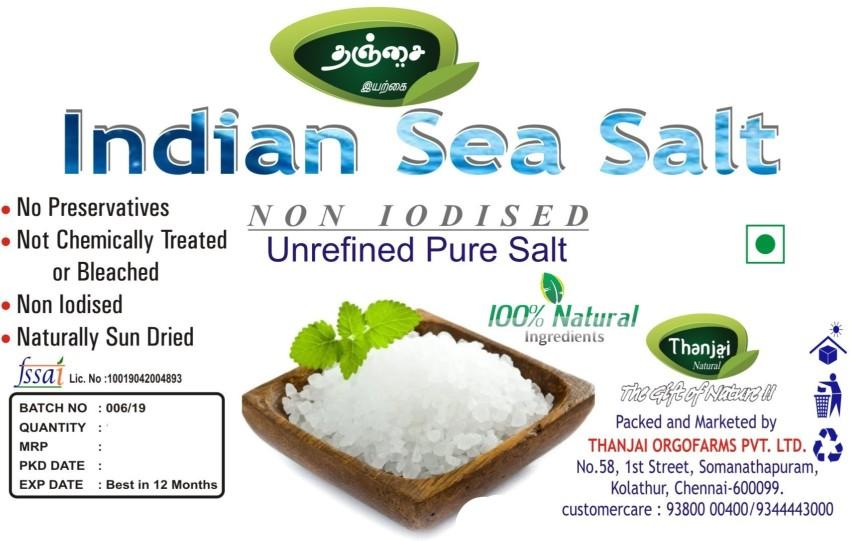 தஞ்சை
இயற்கை
Indian Sea Salt
• No Preservatives
• Not Chemically Treated
or Bleached
• Non Iodised
• Naturally Sun Dried
NON IODISED
Unrefined Pure Salt
100% Natural
Ingredients
fssai Lic. No :10019042004893
BATCH NO : 006/19
QUANTITY :
MRP :
PKD DATE :
EXP DATE : Best in 12 Months
Thanjai
Natural
The Gift of Nature !!
Packed and Marketed by
THANJAI ORGOFARMS PVT. LTD.
No.58, 1st Street, Somanathapuram,
Kolathur, Chennai-600099.
customercare : 93800 00400/9344443000